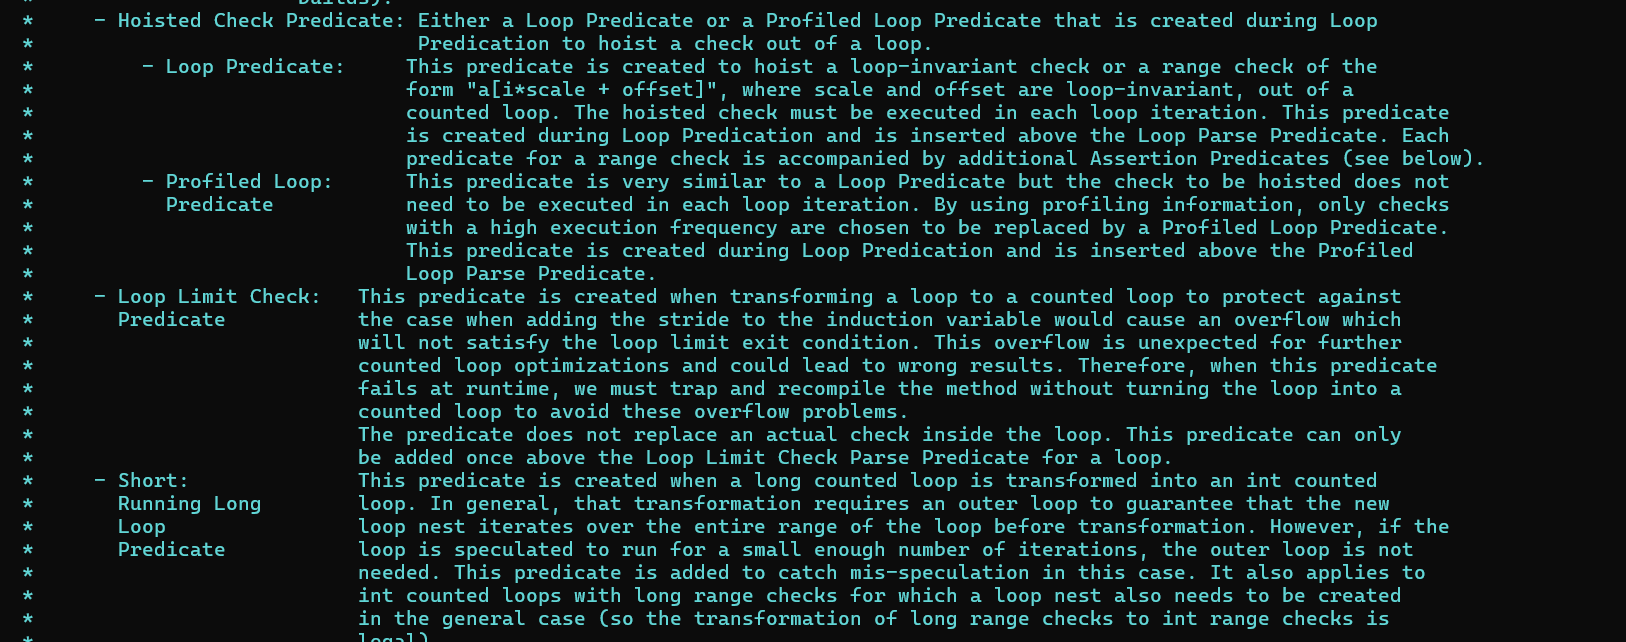 *                       Daltusy.
*     - Hoisted Check Predicate: Either a Loop Predicate or a Profiled Loop Predicate that is created during Loop
*                                Predication to hoist a check out of a loop.
*         - Loop Predicate:     This predicate is created to hoist a loop-invariant check or a range check of the
*                               form "a[i*scale + offset]", where scale and offset are loop-invariant, out of a
*                               counted loop. The hoisted check must be executed in each loop iteration. This predicate
*                               is created during Loop Predication and is inserted above the Loop Parse Predicate. Each
*                               predicate for a range check is accompanied by additional Assertion Predicates (see below).
*         - Profiled Loop:      This predicate is very similar to a Loop Predicate but the check to be hoisted does not
*           Predicate           need to be executed in each loop iteration. By using profiling information, only checks
*                               with a high execution frequency are chosen to be replaced by a Profiled Loop Predicate.
*                               This predicate is created during Loop Predication and is inserted above the Profiled
*                               Loop Parse Predicate.
*     - Loop Limit Check:   This predicate is created when transforming a loop to a counted loop to protect against
*       Predicate           the case when adding the stride to the induction variable would cause an overflow which
*                           will not satisfy the loop limit exit condition. This overflow is unexpected for further
*                           counted loop optimizations and could lead to wrong results. Therefore, when this predicate
*                           fails at runtime, we must trap and recompile the method without turning the loop into a
*                           counted loop to avoid these overflow problems.
*                           The predicate does not replace an actual check inside the loop. This predicate can only
*                           be added once above the Loop Limit Check Parse Predicate for a loop.
*     - Short:              This predicate is created when a long counted loop is transformed into an int counted
*       Running Long        loop. In general, that transformation requires an outer loop to guarantee that the new
*       Loop                loop nest iterates over the entire range of the loop before transformation. However, if the
*       Predicate           loop is speculated to run for a small enough number of iterations, the outer loop is not
*                           needed. This predicate is added to catch mis-speculation in this case. It also applies to
*                           int counted loops with long range checks for which a loop nest also needs to be created
*                           in the general case (so the transformation of long range checks to int range checks is
*                           legal)